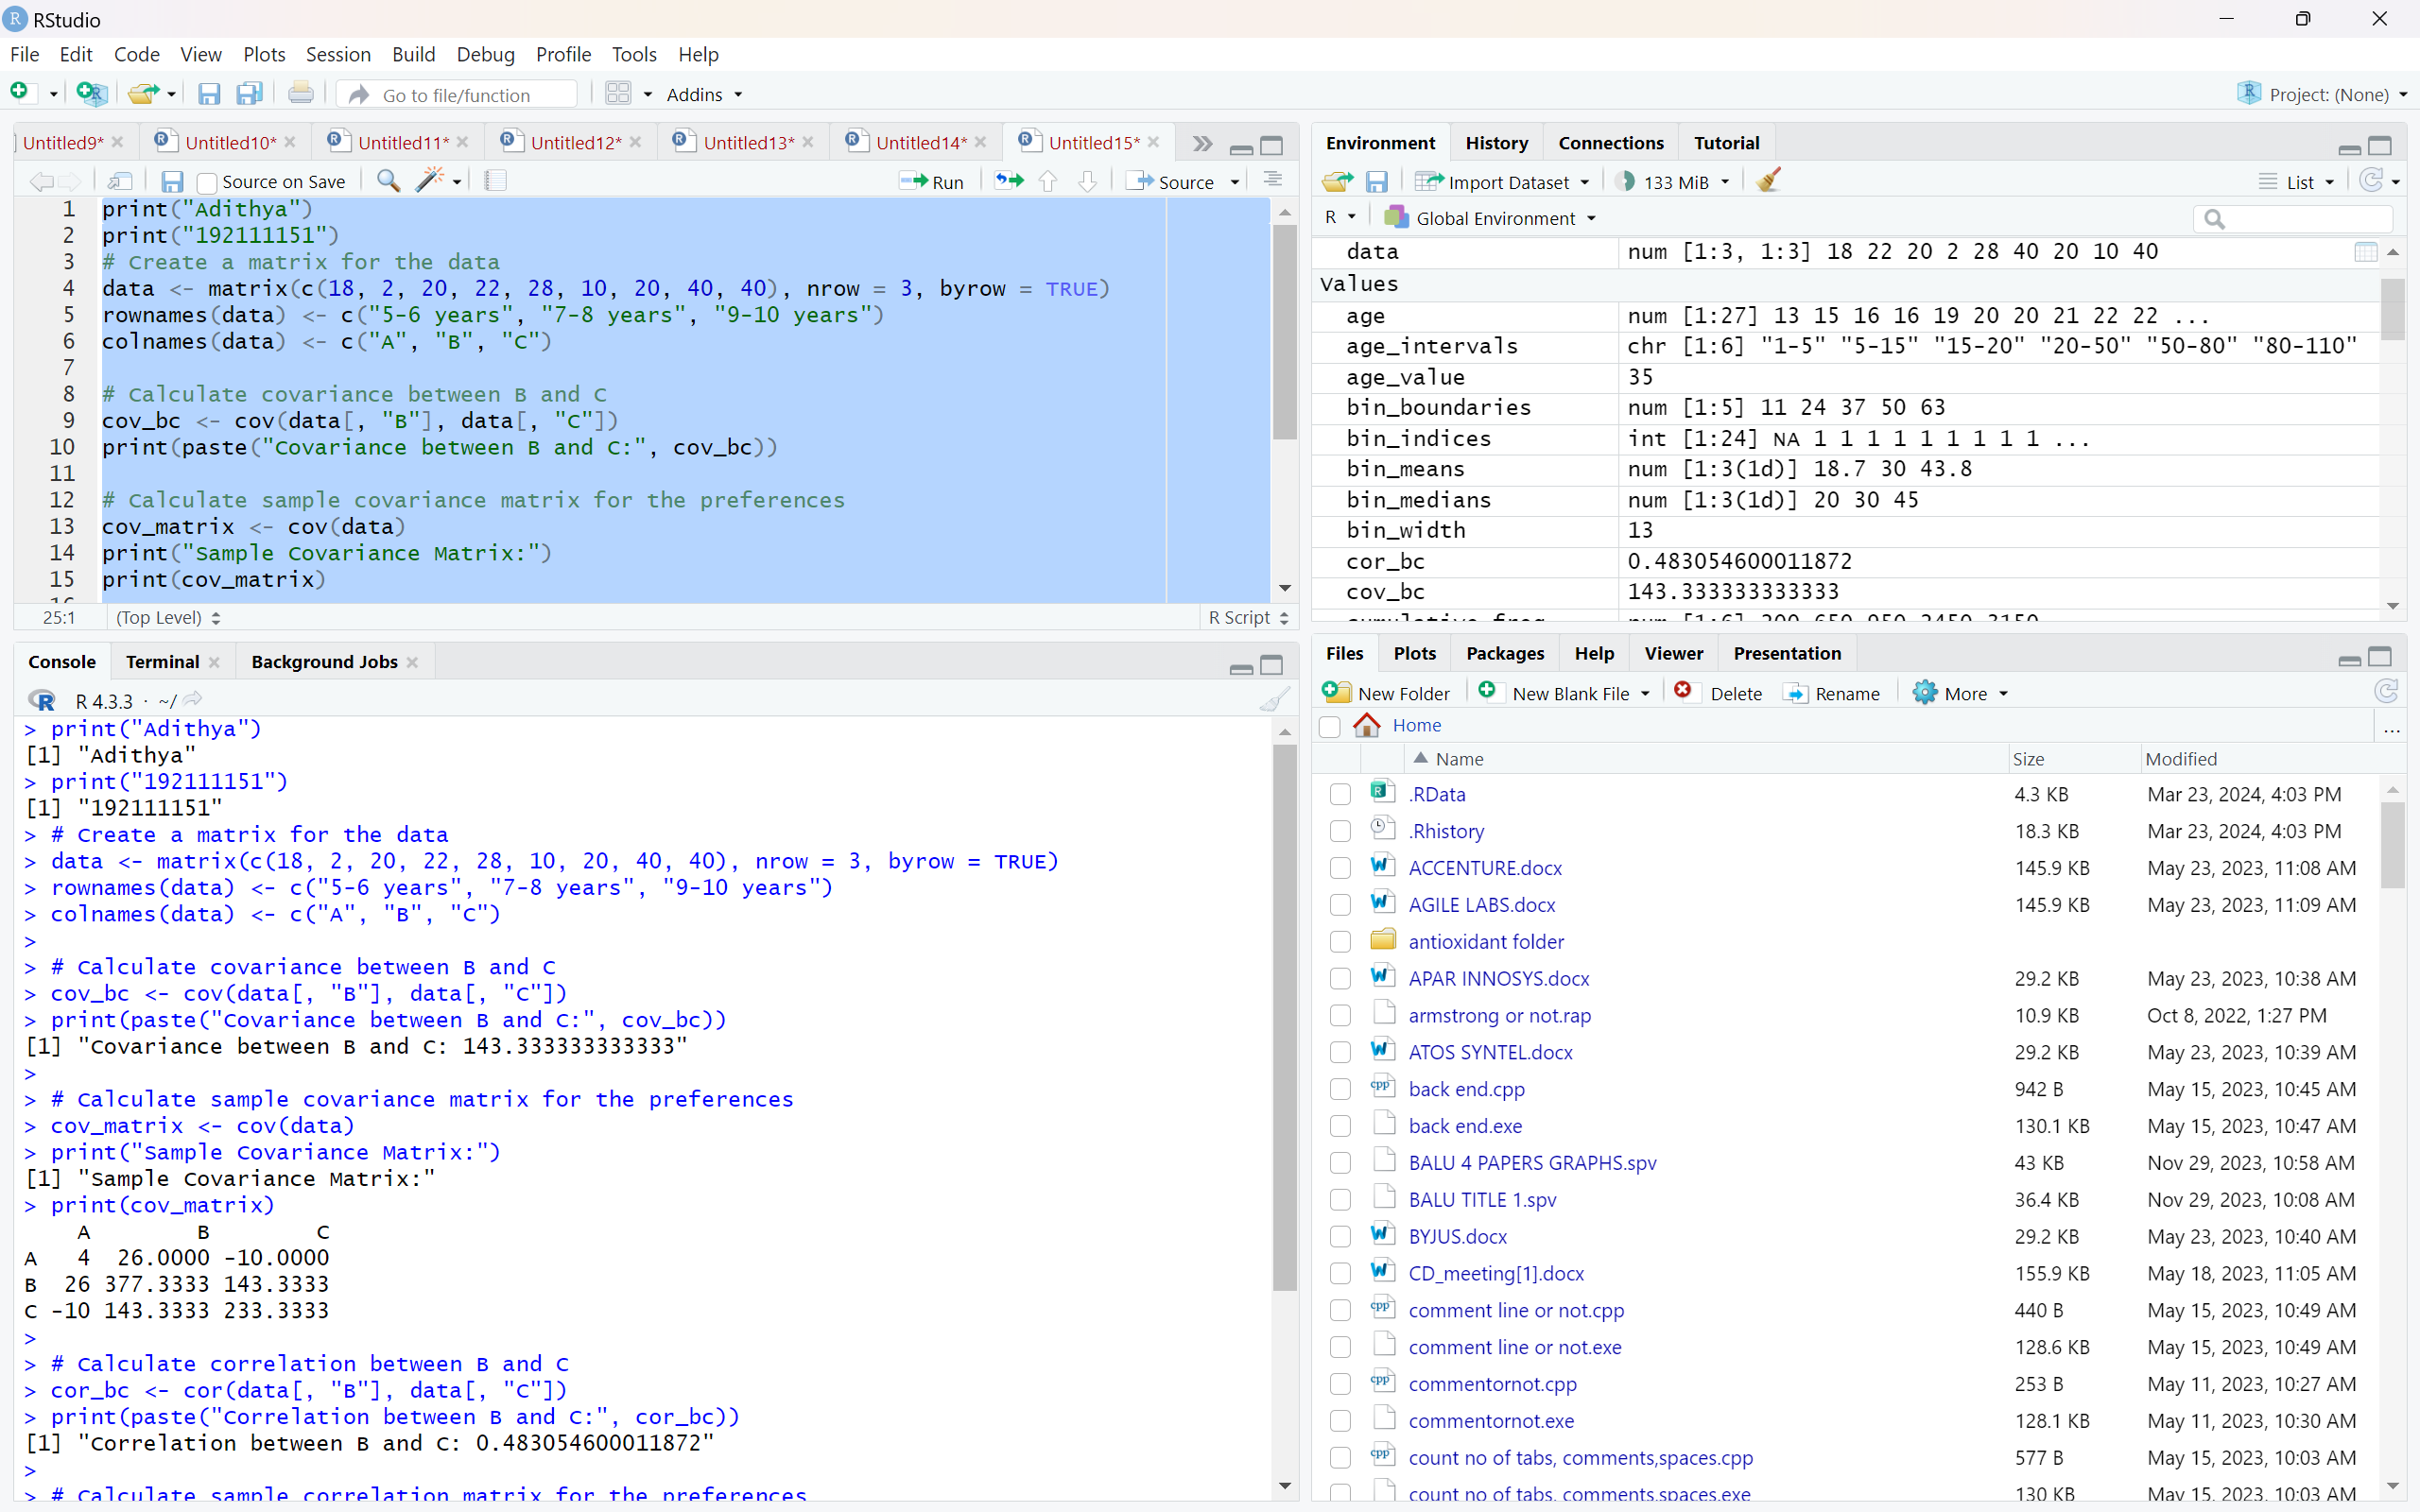 RStudio
File Edit Code View Plots Session Build Debug Profile Tools Help
Go to file/function Addins Project: (None)
Untitled9* Untitled10* Untitled11* Untitled12* Untitled13* Untitled14* Untitled15*
Source on Save Run Source
1 print("Adithya")
2 print("192111151")
3 # Create a matrix for the data
4 data <- matrix(c(18, 2, 20, 22, 28, 10, 20, 40, 40), nrow = 3, byrow = TRUE)
5 rownames(data) <- c("5-6 years", "7-8 years", "9-10 years")
6 colnames(data) <- c("A", "B", "C")
7
8 # Calculate covariance between B and C
9 cov_bc <- cov(data[, "B"], data[, "C"])
10 print(paste("Covariance between B and C:", cov_bc))
11
12 # Calculate sample covariance matrix for the preferences
13 cov_matrix <- cov(data)
14 print("Sample Covariance Matrix:")
15 print(cov_matrix)
25:1 (Top Level) R Script
Console Terminal Background Jobs
R 4.3.3 · ~/
> print("Adithya")
[1] "Adithya"
> print("192111151")
[1] "192111151"
> # Create a matrix for the data
> data <- matrix(c(18, 2, 20, 22, 28, 10, 20, 40, 40), nrow = 3, byrow = TRUE)
> rownames(data) <- c("5-6 years", "7-8 years", "9-10 years")
> colnames(data) <- c("A", "B", "C")
>
> # Calculate covariance between B and C
> cov_bc <- cov(data[, "B"], data[, "C"])
> print(paste("Covariance between B and C:", cov_bc))
[1] "Covariance between B and C: 143.333333333333"
>
> # Calculate sample covariance matrix for the preferences
> cov_matrix <- cov(data)
> print("Sample Covariance Matrix:")
[1] "Sample Covariance Matrix:"
> print(cov_matrix)
A B C
A 4 26.0000 -10.0000
B 26 377.3333 143.3333
C -10 143.3333 233.3333
>
> # Calculate correlation between B and C
> cor_bc <- cor(data[, "B"], data[, "C"])
> print(paste("Correlation between B and C:", cor_bc))
[1] "Correlation between B and C: 0.483054600011872"
>
> # Calculate sample correlation matrix for the preferences
Environment History Connections Tutorial
Import Dataset 133 MiB List
R Global Environment
data num [1:3, 1:3] 18 22 20 2 28 40 20 10 40
Values
age num [1:27] 13 15 16 16 19 20 20 21 22 22 ...
age_intervals chr [1:6] "1-5" "5-15" "15-20" "20-50" "50-80" "80-110"
age_value 35
bin_boundaries num [1:5] 11 24 37 50 63
bin_indices int [1:24] NA 1 1 1 1 1 1 1 1 1 ...
bin_means num [1:3(1d)] 18.7 30 43.8
bin_medians num [1:3(1d)] 20 30 45
bin_width 13
cor_bc 0.483054600011872
cov_bc 143.333333333333
cumulative_freq num [1:6] 200 650 950 2450 3150
Files Plots Packages Help Viewer Presentation
New Folder New Blank File Delete Rename More
Home ...
Name Size Modified
.RData 4.3 KB Mar 23, 2024, 4:03 PM
.Rhistory 18.3 KB Mar 23, 2024, 4:03 PM
ACCENTURE.docx 145.9 KB May 23, 2023, 11:08 AM
AGILE LABS.docx 145.9 KB May 23, 2023, 11:09 AM
antioxidant folder
APAR INNOSYS.docx 29.2 KB May 23, 2023, 10:38 AM
armstrong or not.rap 10.9 KB Oct 8, 2022, 1:27 PM
ATOS SYNTEL.docx 29.2 KB May 23, 2023, 10:39 AM
back end.cpp 942 B May 15, 2023, 10:45 AM
back end.exe 130.1 KB May 15, 2023, 10:47 AM
BALU 4 PAPERS GRAPHS.spv 43 KB Nov 29, 2023, 10:58 AM
BALU TITLE 1.spv 36.4 KB Nov 29, 2023, 10:08 AM
BYJUS.docx 29.2 KB May 23, 2023, 10:40 AM
CD_meeting[1].docx 155.9 KB May 18, 2023, 11:05 AM
comment line or not.cpp 440 B May 15, 2023, 10:49 AM
comment line or not.exe 128.6 KB May 15, 2023, 10:49 AM
commentornot.cpp 253 B May 11, 2023, 10:27 AM
commentornot.exe 128.1 KB May 11, 2023, 10:30 AM
count no of tabs, comments,spaces.cpp 577 B May 15, 2023, 10:03 AM
count no of tabs, comments,spaces.exe 130 KB May 15, 2023, 10:03 AM